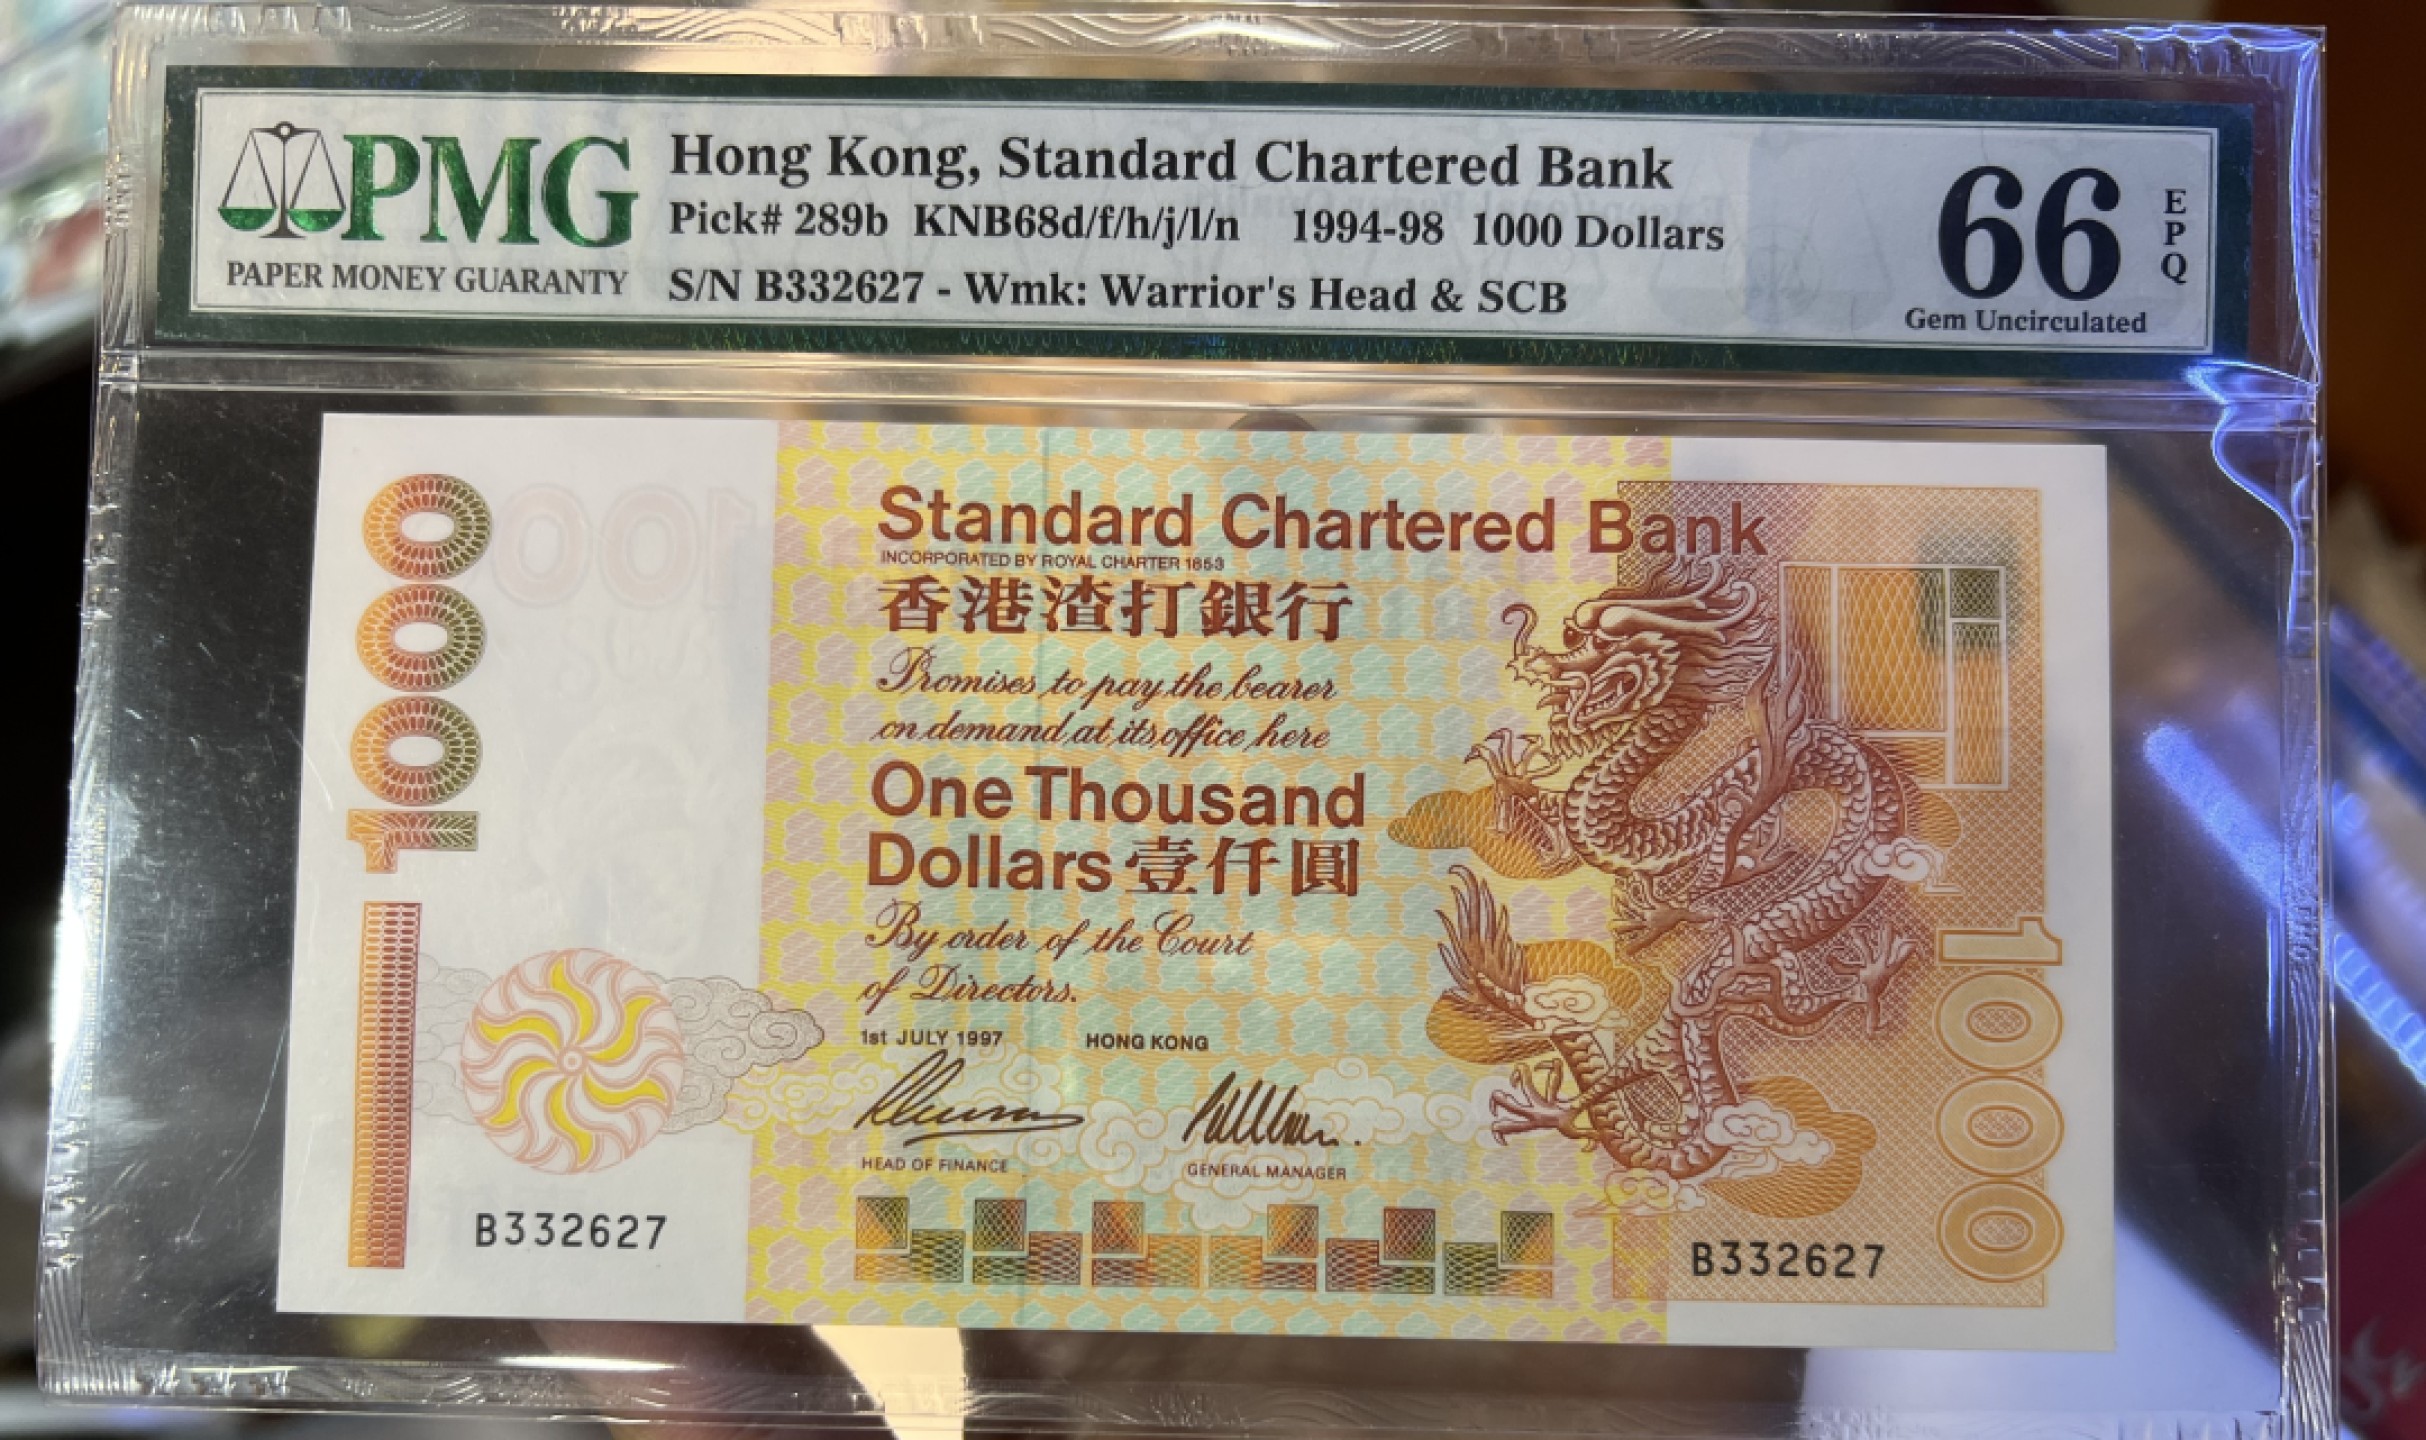 PMG
PAPER MONEY GUARANTY
Hong Kong, Standard Chartered Bank
Pick# 289b KNB68d/f/h/j/l/n 1994-98 1000 Dollars
S/N B332627 - Wmk: Warrior's Head & SCB
66
EPQ
Gem Uncirculated
1000
Standard Chartered Bank
INCORPORATED BY ROYAL CHARTER 1853
香港渣打銀行
Promises to pay the bearer
on demand at its office here
One Thousand
Dollars 壹仟圓
By order of the Court
of Directors.
1st JULY 1997 HONG KONG
HEAD OF FINANCE GENERAL MANAGER
B332627
B332627
1000